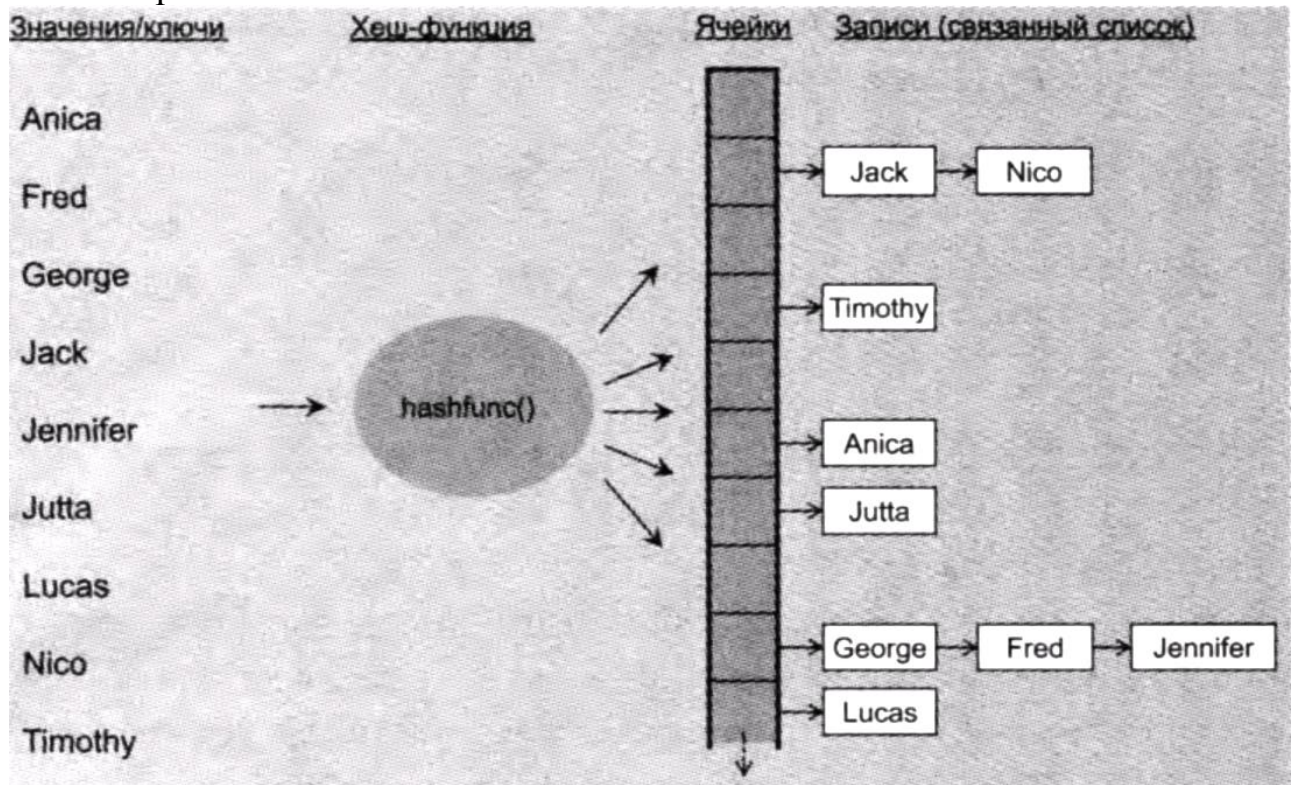 Значения/ключи
Хеш-функция
Ячейки
Записи (связанный список)
Anica
Fred
George
Jack
Jennifer
Jutta
Lucas
Nico
Timothy
hashfunc()
Jack
Nico
Timothy
Anica
Jutta
George
Fred
Jennifer
Lucas